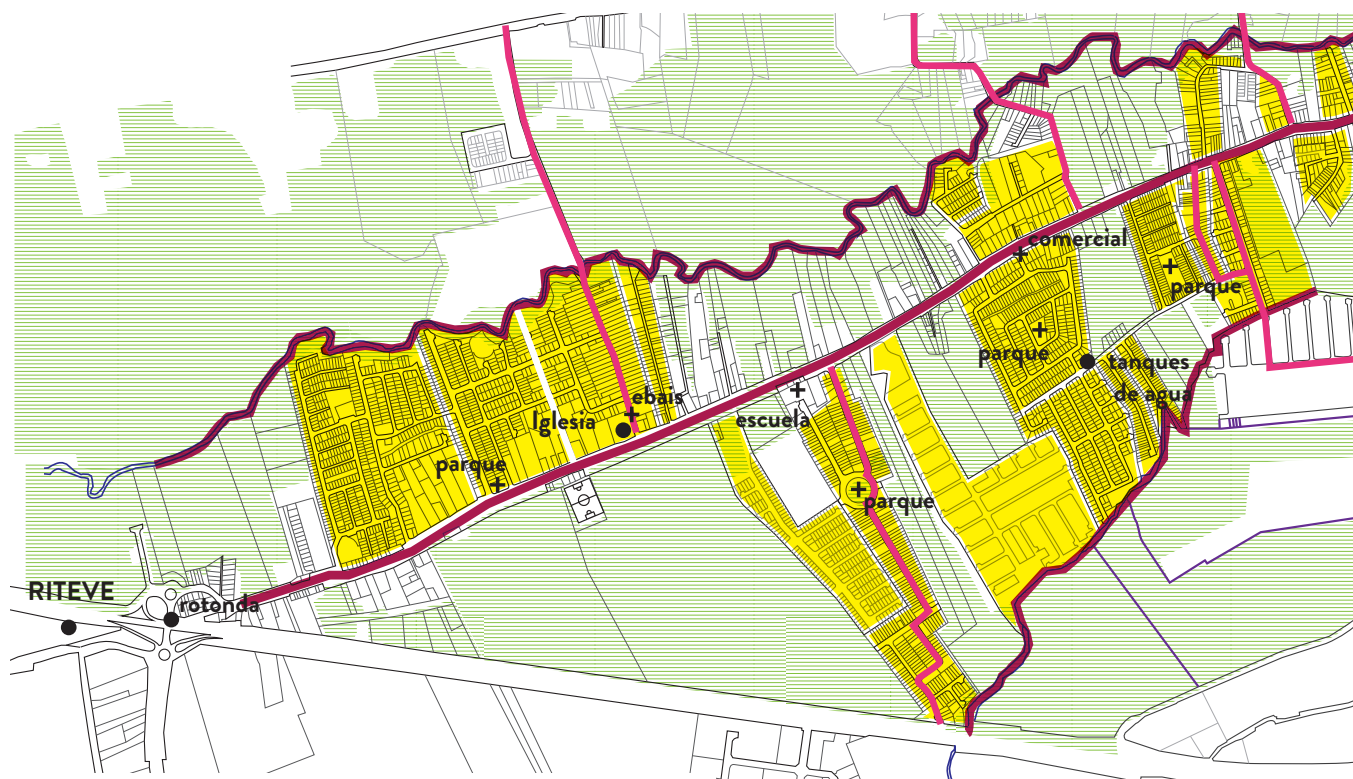 comercial
parque
parque
tanques
de agua
ebais
Iglesia
escuela
parque
parque
RITEVE
rotonda